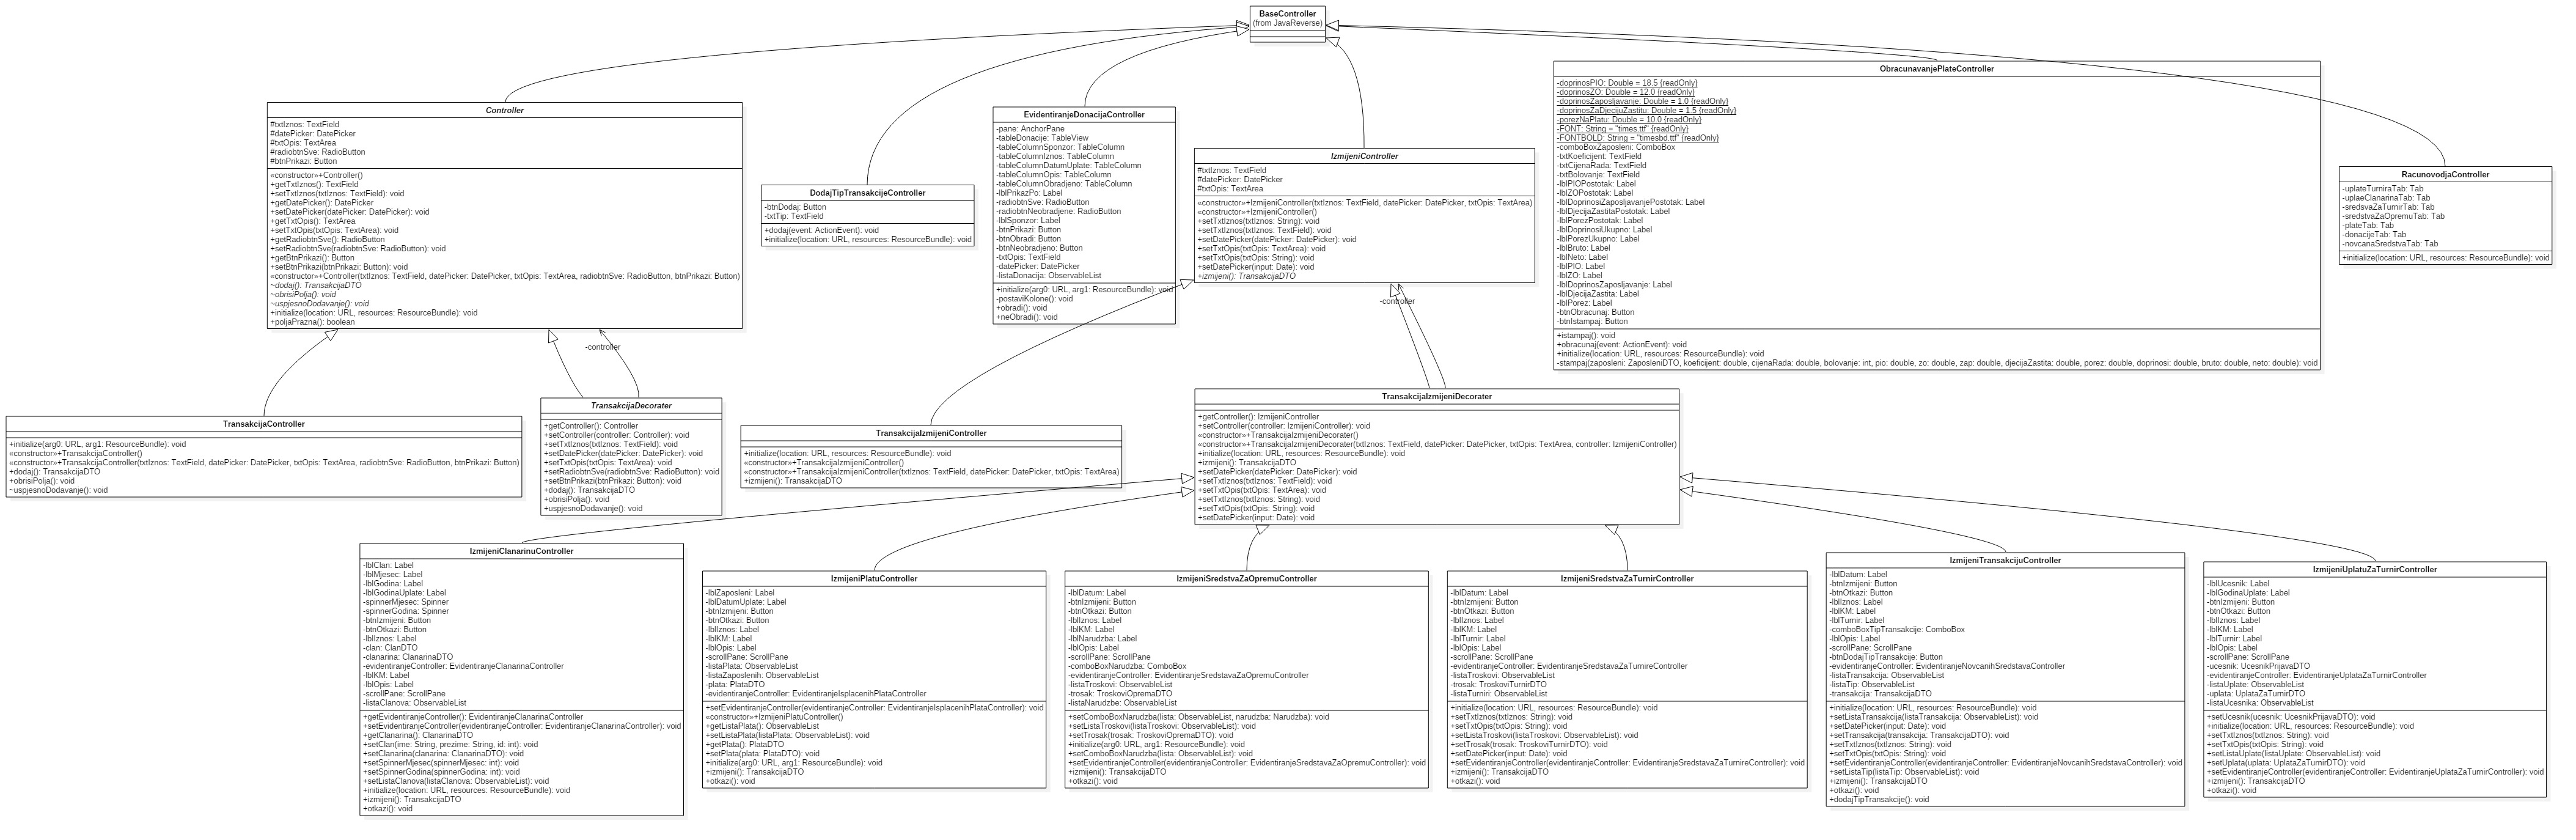 BaseController
(from JavaReverse)
Controller
#txtIznos: TextField
#datePicker: DatePicker
#txtOpis: TextArea
#radiobtnSve: RadioButton
#btnPrikazi: Button
«constructor»+Controller()
+getTxtIznos(): TextField
+setTxtIznos(txtIznos: TextField): void
+getDatePicker(): DatePicker
+setDatePicker(datePicker: DatePicker): void
+getTxtOpis(): TextArea
+setTxtOpis(txtOpis: TextArea): void
+getRadiobtnSve(): RadioButton
+setRadiobtnSve(radiobtnSve: RadioButton): void
+getBtnPrikazi(): Button
+setBtnPrikazi(btnPrikazi: Button): void
«constructor»+Controller(txtIznos: TextField, datePicker: DatePicker, txtOpis: TextArea, radiobtnSve: RadioButton, btnPrikazi: Button)
~dodaj(): TransakcijaDTO
~obrisiPolja(): void
~uspjesnoDodavanje(): void
+initialize(location: URL, resources: ResourceBundle): void
+poljaPrazna(): boolean
DodajTipTransakcijeController
-btnDodaj: Button
-txtTip: TextField
+dodaj(event: ActionEvent): void
+initialize(location: URL, resources: ResourceBundle): void
EvidentiranjeDonacijaController
-pane: AnchorPane
-tableDonacije: TableView
-tableColumnSponzor: TableColumn
-tableColumnIznos: TableColumn
-tableColumnDatumUplate: TableColumn
-tableColumnOpis: TableColumn
-tableColumnObradjeno: TableColumn
-lblPrikazPo: Label
-radiobtnSve: RadioButton
-radiobtnNeobradjene: RadioButton
-lblSponzor: Label
-btnPrikazi: Button
-btnObradi: Button
-btnNeobradjeno: Button
-txtOpis: TextField
-datePicker: DatePicker
-listaDonacija: ObservableList
+initialize(arg0: URL, arg1: ResourceBundle): void
-postaviKolone(): void
+obradi(): void
+neObradi(): void
IzmijeniController
#txtIznos: TextField
#datePicker: DatePicker
#txtOpis: TextArea
«constructor»+IzmijeniController(txtIznos: TextField, datePicker: DatePicker, txtOpis: TextArea)
«constructor»+IzmijeniController()
+setTxtIznos(txtIznos: String): void
+setTxtIznos(txtIznos: TextField): void
+setDatePicker(datePicker: DatePicker): void
+setTxtOpis(txtOpis: TextArea): void
+setTxtOpis(txtOpis: String): void
+setDatePicker(input: Date): void
+izmijeni(): TransakcijaDTO
ObracunavanjePlateController
-doprinosPIO: Double = 18.5 {readOnly}
-doprinosZO: Double = 12.0 {readOnly}
-doprinosZaposljavanje: Double = 1.0 {readOnly}
-doprinosZaDjecijuZastitu: Double = 1.5 {readOnly}
-porezNaPlatu: Double = 10.0 {readOnly}
-FONT: String = "times.ttf" {readOnly}
-FONTBOLD: String = "timesbd.ttf" {readOnly}
-comboBoxZaposleni: ComboBox
-txtKoeficijent: TextField
-txtCijenaRada: TextField
-txtBolovanje: TextField
-lblPIOPostotak: Label
-lblZOPostotak: Label
-lblDoprinosiZaposljavanjePostotak: Label
-lblDjecijaZastitaPostotak: Label
-lblPorezPostotak: Label
-lblDoprinosiUkupno: Label
-lblPorezUkupno: Label
-lblBruto: Label
-lblNeto: Label
-lblPIO: Label
-lblZO: Label
-lblDoprinosZaposljavanje: Label
-lblDjecijaZastita: Label
-lblPorez: Label
-btnObracunaj: Button
-btnIstampaj: Button
+istampaj(): void
+obracunaj(event: ActionEvent): void
+initialize(location: URL, resources: ResourceBundle): void
-stampaj(zaposleni: ZaposleniDTO, koeficijent: double, cijenaRada: double, bolovanje: int, pio: double, zo: double, zap: double, djecijaZastita: double, porez: double, doprinosi: double, bruto: double, neto: double): void
RacunovodjaController
-uplateTurniraTab: Tab
-uplaeClanarinaTab: Tab
-sredsvaZaTurnirTab: Tab
-sredstvaZaOpremuTab: Tab
-plateTab: Tab
-donacijeTab: Tab
-novcanaSredstvaTab: Tab
+initialize(location: URL, resources: ResourceBundle): void
-controller
-controller
TransakcijaController
+initialize(arg0: URL, arg1: ResourceBundle): void
«constructor»+TransakcijaController()
«constructor»+TransakcijaController(txtIznos: TextField, datePicker: DatePicker, txtOpis: TextArea, radiobtnSve: RadioButton, btnPrikazi: Button)
+dodaj(): TransakcijaDTO
+obrisiPolja(): void
~uspjesnoDodavanje(): void
TransakcijaDecorater
+getController(): Controller
+setController(controller: Controller): void
+setTxtIznos(txtIznos: TextField): void
+setDatePicker(datePicker: DatePicker): void
+setTxtOpis(txtOpis: TextArea): void
+setRadiobtnSve(radiobtnSve: RadioButton): void
+setBtnPrikazi(btnPrikazi: Button): void
+dodaj(): TransakcijaDTO
+obrisiPolja(): void
+uspjesnoDodavanje(): void
TransakcijaIzmijeniController
+initialize(location: URL, resources: ResourceBundle): void
«constructor»+TransakcijaIzmijeniController()
«constructor»+TransakcijaIzmijeniController(txtIznos: TextField, datePicker: DatePicker, txtOpis: TextArea)
+izmijeni(): TransakcijaDTO
TransakcijaIzmijeniDecorater
+getController(): IzmijeniController
+setController(controller: IzmijeniController): void
«constructor»+TransakcijaIzmijeniDecorater()
«constructor»+TransakcijaIzmijeniDecorater(txtIznos: TextField, datePicker: DatePicker, txtOpis: TextArea, controller: IzmijeniController)
+initialize(location: URL, resources: ResourceBundle): void
+izmijeni(): TransakcijaDTO
+setDatePicker(datePicker: DatePicker): void
+setTxtIznos(txtIznos: TextField): void
+setTxtOpis(txtOpis: TextArea): void
+setTxtIznos(txtIznos: String): void
+setTxtOpis(txtOpis: String): void
+setDatePicker(input: Date): void
IzmijeniClanarinuController
-lblClan: Label
-lblMjesec: Label
-lblGodina: Label
-lblGodinaUplate: Label
-spinnerMjesec: Spinner
-spinnerGodina: Spinner
-btnIzmijeni: Button
-btnOtkazi: Button
-lblIznos: Label
-clan: ClanDTO
-clanarina: ClanarinaDTO
-evidentiranjeController: EvidentiranjeClanarinaController
-lblKM: Label
-lblOpis: Label
-scrollPane: ScrollPane
-listaClanova: ObservableList
+getEvidentiranjeController(): EvidentiranjeClanarinaController
+setEvidentiranjeController(evidentiranjeController: EvidentiranjeClanarinaController): void
+getClanarina(): ClanarinaDTO
+setClan(ime: String, prezime: String, id: int): void
+setClanarina(clanarina: ClanarinaDTO): void
+setSpinnerMjesec(spinnerMjesec: int): void
+setSpinnerGodina(spinnerGodina: int): void
+setListaClanova(listaClanova: ObservableList): void
+initialize(location: URL, resources: ResourceBundle): void
+izmijeni(): TransakcijaDTO
+otkazi(): void
IzmijeniPlatuController
-lblZaposleni: Label
-lblDatumUplate: Label
-btnIzmijeni: Button
-btnOtkazi: Button
-lblIznos: Label
-lblKM: Label
-lblOpis: Label
-scrollPane: ScrollPane
-listaPlata: ObservableList
-listaZaposlenih: ObservableList
-plata: PlataDTO
-evidentiranjeController: EvidentiranjeIsplacenihPlataController
+setEvidentiranjeController(evidentiranjeController: EvidentiranjeIsplacenihPlataController): void
«constructor»+IzmijeniPlatuController()
+getListaPlata(): ObservableList
+setListaPlata(listaPlata: ObservableList): void
+getPlata(): PlataDTO
+setPlata(plata: PlataDTO): void
+initialize(arg0: URL, arg1: ResourceBundle): void
+izmijeni(): TransakcijaDTO
+otkazi(): void
IzmijeniSredstvaZaOpremuController
-lblDatum: Label
-btnIzmijeni: Button
-btnOtkazi: Button
-lblIznos: Label
-lblKM: Label
-lblNarudzba: Label
-lblOpis: Label
-scrollPane: ScrollPane
-comboBoxNarudzba: ComboBox
-evidentiranjeController: EvidentiranjeSredstavaZaOpremuController
-listaTroskovi: ObservableList
-trosak: TroskoviOpremaDTO
-listaNarudzbe: ObservableList
+setComboBoxNarudzba(lista: ObservableList, narudzba: Narudzba): void
+setListaTroskovi(listaTroskovi: ObservableList): void
+setTrosak(trosak: TroskoviOpremaDTO): void
+initialize(arg0: URL, arg1: ResourceBundle): void
+setComboBoxNarudzba(lista: ObservableList): void
+setEvidentiranjeController(evidentiranjeController: EvidentiranjeSredstavaZaOpremuController): void
+izmijeni(): TransakcijaDTO
+otkazi(): void
IzmijeniSredstvaZaTurnirController
-lblDatum: Label
-btnIzmijeni: Button
-btnOtkazi: Button
-lblIznos: Label
-lblKM: Label
-lblTurnir: Label
-lblOpis: Label
-scrollPane: ScrollPane
-evidentiranjeController: EvidentiranjeSredstavaZaTurnireController
-listaTroskovi: ObservableList
-trosak: TroskoviTurnirDTO
-listaTurniri: ObservableList
+initialize(location: URL, resources: ResourceBundle): void
+setTxtIznos(txtIznos: String): void
+setTxtOpis(txtOpis: String): void
+setListaTroskovi(listaTroskovi: ObservableList): void
+setTrosak(trosak: TroskoviTurnirDTO): void
+setDatePicker(input: Date): void
+setEvidentiranjeController(evidentiranjeController: EvidentiranjeSredstavaZaTurnireController): void
+izmijeni(): TransakcijaDTO
+otkazi(): void
IzmijeniTransakcijuController
-lblDatum: Label
-btnIzmijeni: Button
-btnOtkazi: Button
-lblIznos: Label
-lblKM: Label
-lblTurnir: Label
-comboBoxTipTransakcije: ComboBox
-lblOpis: Label
-scrollPane: ScrollPane
-btnDodajTipTransakcije: Button
-evidentiranjeController: EvidentiranjeNovcanihSredstavaController
-listaTransakcija: ObservableList
-listaTip: ObservableList
-transakcija: TransakcijaDTO
+initialize(location: URL, resources: ResourceBundle): void
+setListaTransakcija(listaTransakcija: ObservableList): void
+setDatePicker(input: Date): void
+setTransakcija(transakcija: TransakcijaDTO): void
+setTxtIznos(txtIznos: String): void
+setTxtOpis(txtOpis: String): void
+setEvidentiranjeController(evidentiranjeController: EvidentiranjeNovcanihSredstavaController): void
+setListaTip(listaTip: ObservableList): void
+izmijeni(): TransakcijaDTO
+otkazi(): void
+dodajTipTransakcije(): void
IzmijeniUplatuZaTurnirController
-lblUcesnik: Label
-lblGodinaUplate: Label
-btnIzmijeni: Button
-btnOtkazi: Button
-lblIznos: Label
-lblKM: Label
-lblTurnir: Label
-lblOpis: Label
-scrollPane: ScrollPane
-ucesnik: UcesnikPrijavaDTO
-evidentiranjeController: EvidentiranjeUplataZaTurnirController
-listaUplate: ObservableList
-uplata: UplataZaTurnirDTO
-listaUcesnika: ObservableList
+setUcesnik(ucesnik: UcesnikPrijavaDTO): void
+initialize(location: URL, resources: ResourceBundle): void
+setTxtIznos(txtIznos: String): void
+setTxtOpis(txtOpis: String): void
+setListaUplate(listaUplate: ObservableList): void
+setUplata(uplata: UplataZaTurnirDTO): void
+setEvidentiranjeController(evidentiranjeController: EvidentiranjeUplataZaTurnirController): void
+izmijeni(): TransakcijaDTO
+otkazi(): void